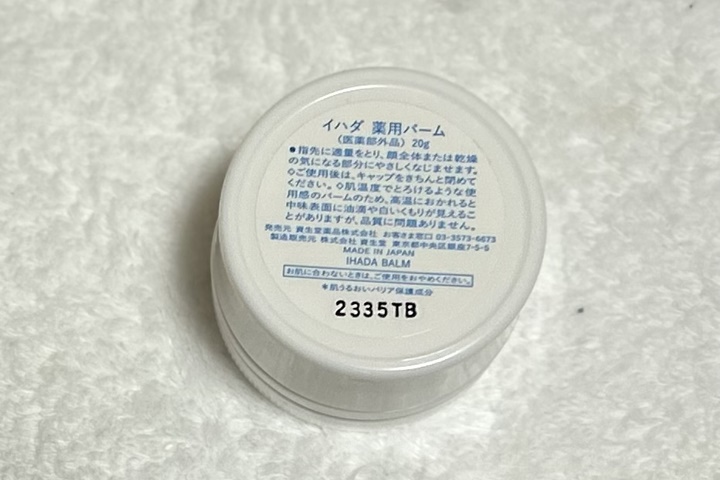 イハダ 薬用バーム
(医薬部外品) 20g
●指先に適量をとり、顔全体または乾燥
の気になる部分にやさしくなじませます。
◇ご使用後は、キャップをきちんと閉めて
ください。◇肌温度でとろけるような使
用感のバームのため、高温におかれると
中味表面に油滴や白いくもりが見えるこ
とがありますが、品質に問題ありません。
発売元 資生堂薬品株式会社 お客さま窓口 03-3573-6673
製造販売元 株式会社 資生堂 東京都中央区銀座7-5-5
MADE IN JAPAN
IHADA BALM
お肌に合わないときは、ご使用をおやめください。
*肌うるおいバリア保護成分
2335TB